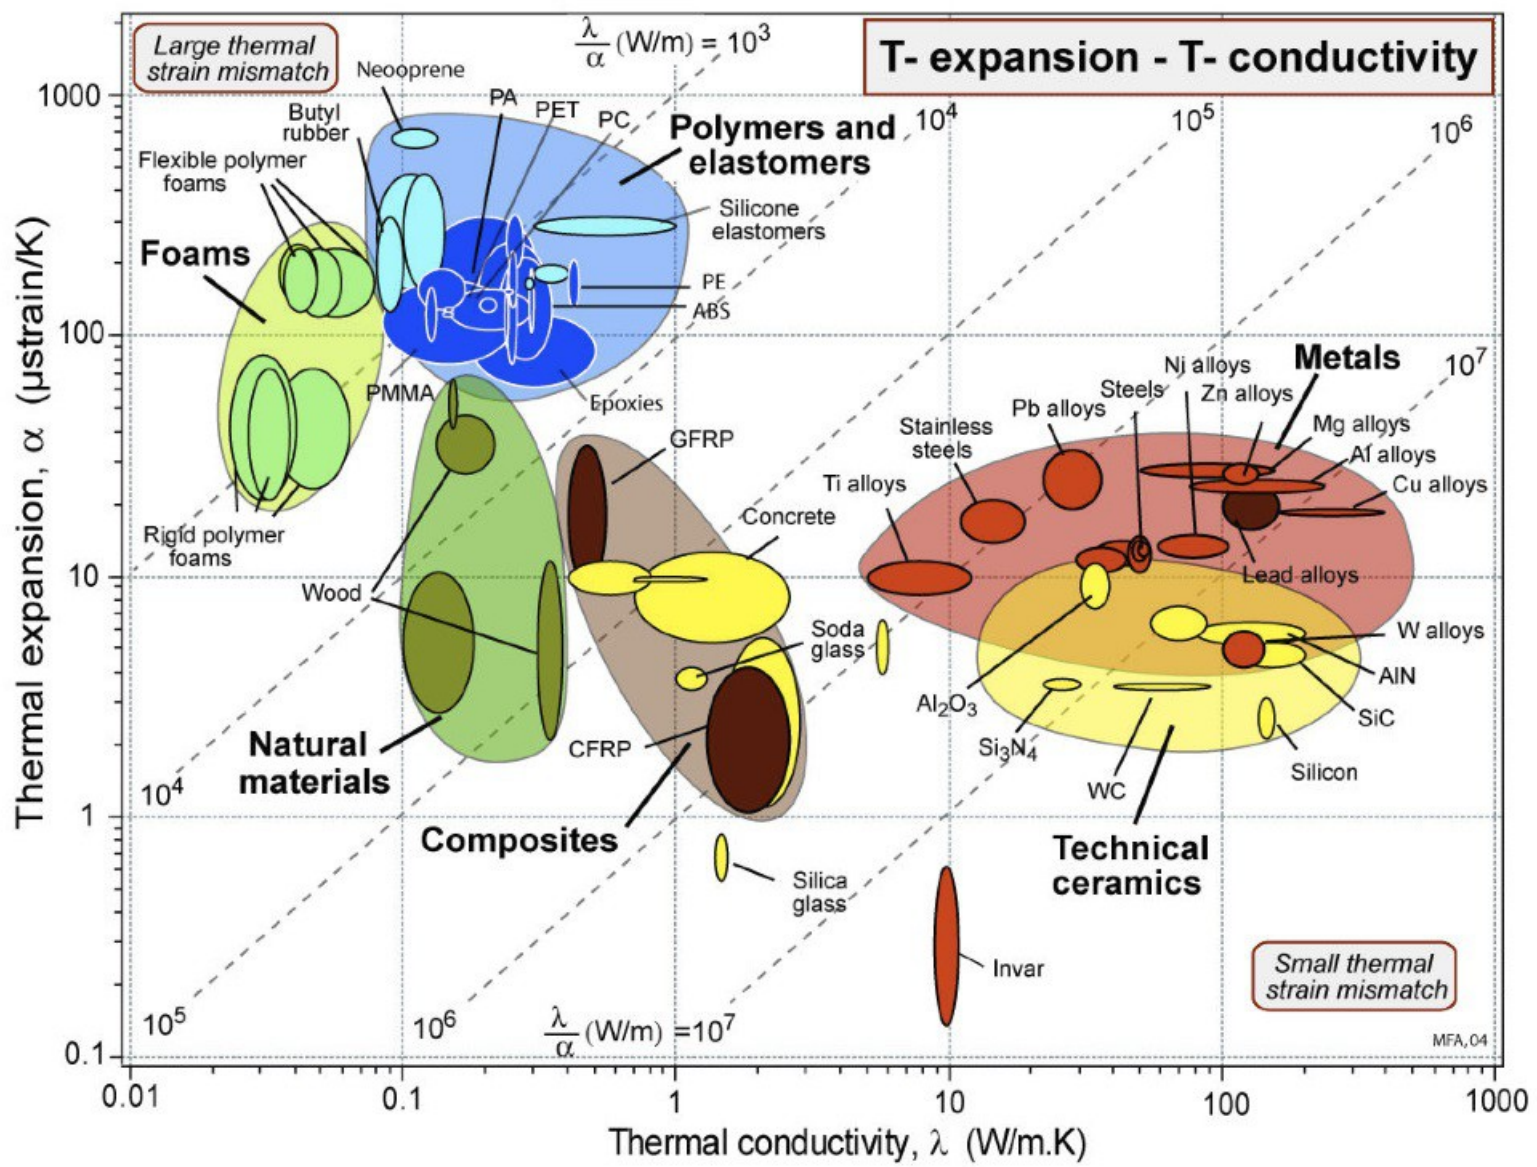 Large thermal
strain mismatch
λ/α (W/m) = 10³
T- expansion - T- conductivity
Neooprene
1000
Butyl
rubber
PA
PET
PC
Polymers and
elastomers
10⁴
10⁵
10⁶
Flexible polymer
foams
Silicone
elastomers
Foams
PE
ABS
100
PMMA
Epoxies
GFRP
Ni alloys
Metals
10⁷
Steels
Zn alloys
Pb alloys
Mg alloys
Stainless
steels
Al alloys
Ti alloys
Cu alloys
Concrete
Rigid polymer
foams
10
Lead alloys
Wood
Soda
glass
W alloys
AlN
Al₂O₃
SiC
Natural
materials
CFRP
Si₃N₄
Silicon
10⁴
WC
1
Composites
Technical
ceramics
Silica
glass
Invar
Small thermal
strain mismatch
10⁵
10⁶
λ/α (W/m) =10⁷
MFA, 04
0.1
Thermal expansion, α (µstrain/K)
0.01
0.1
1
10
100
1000
Thermal conductivity, λ (W/m.K)